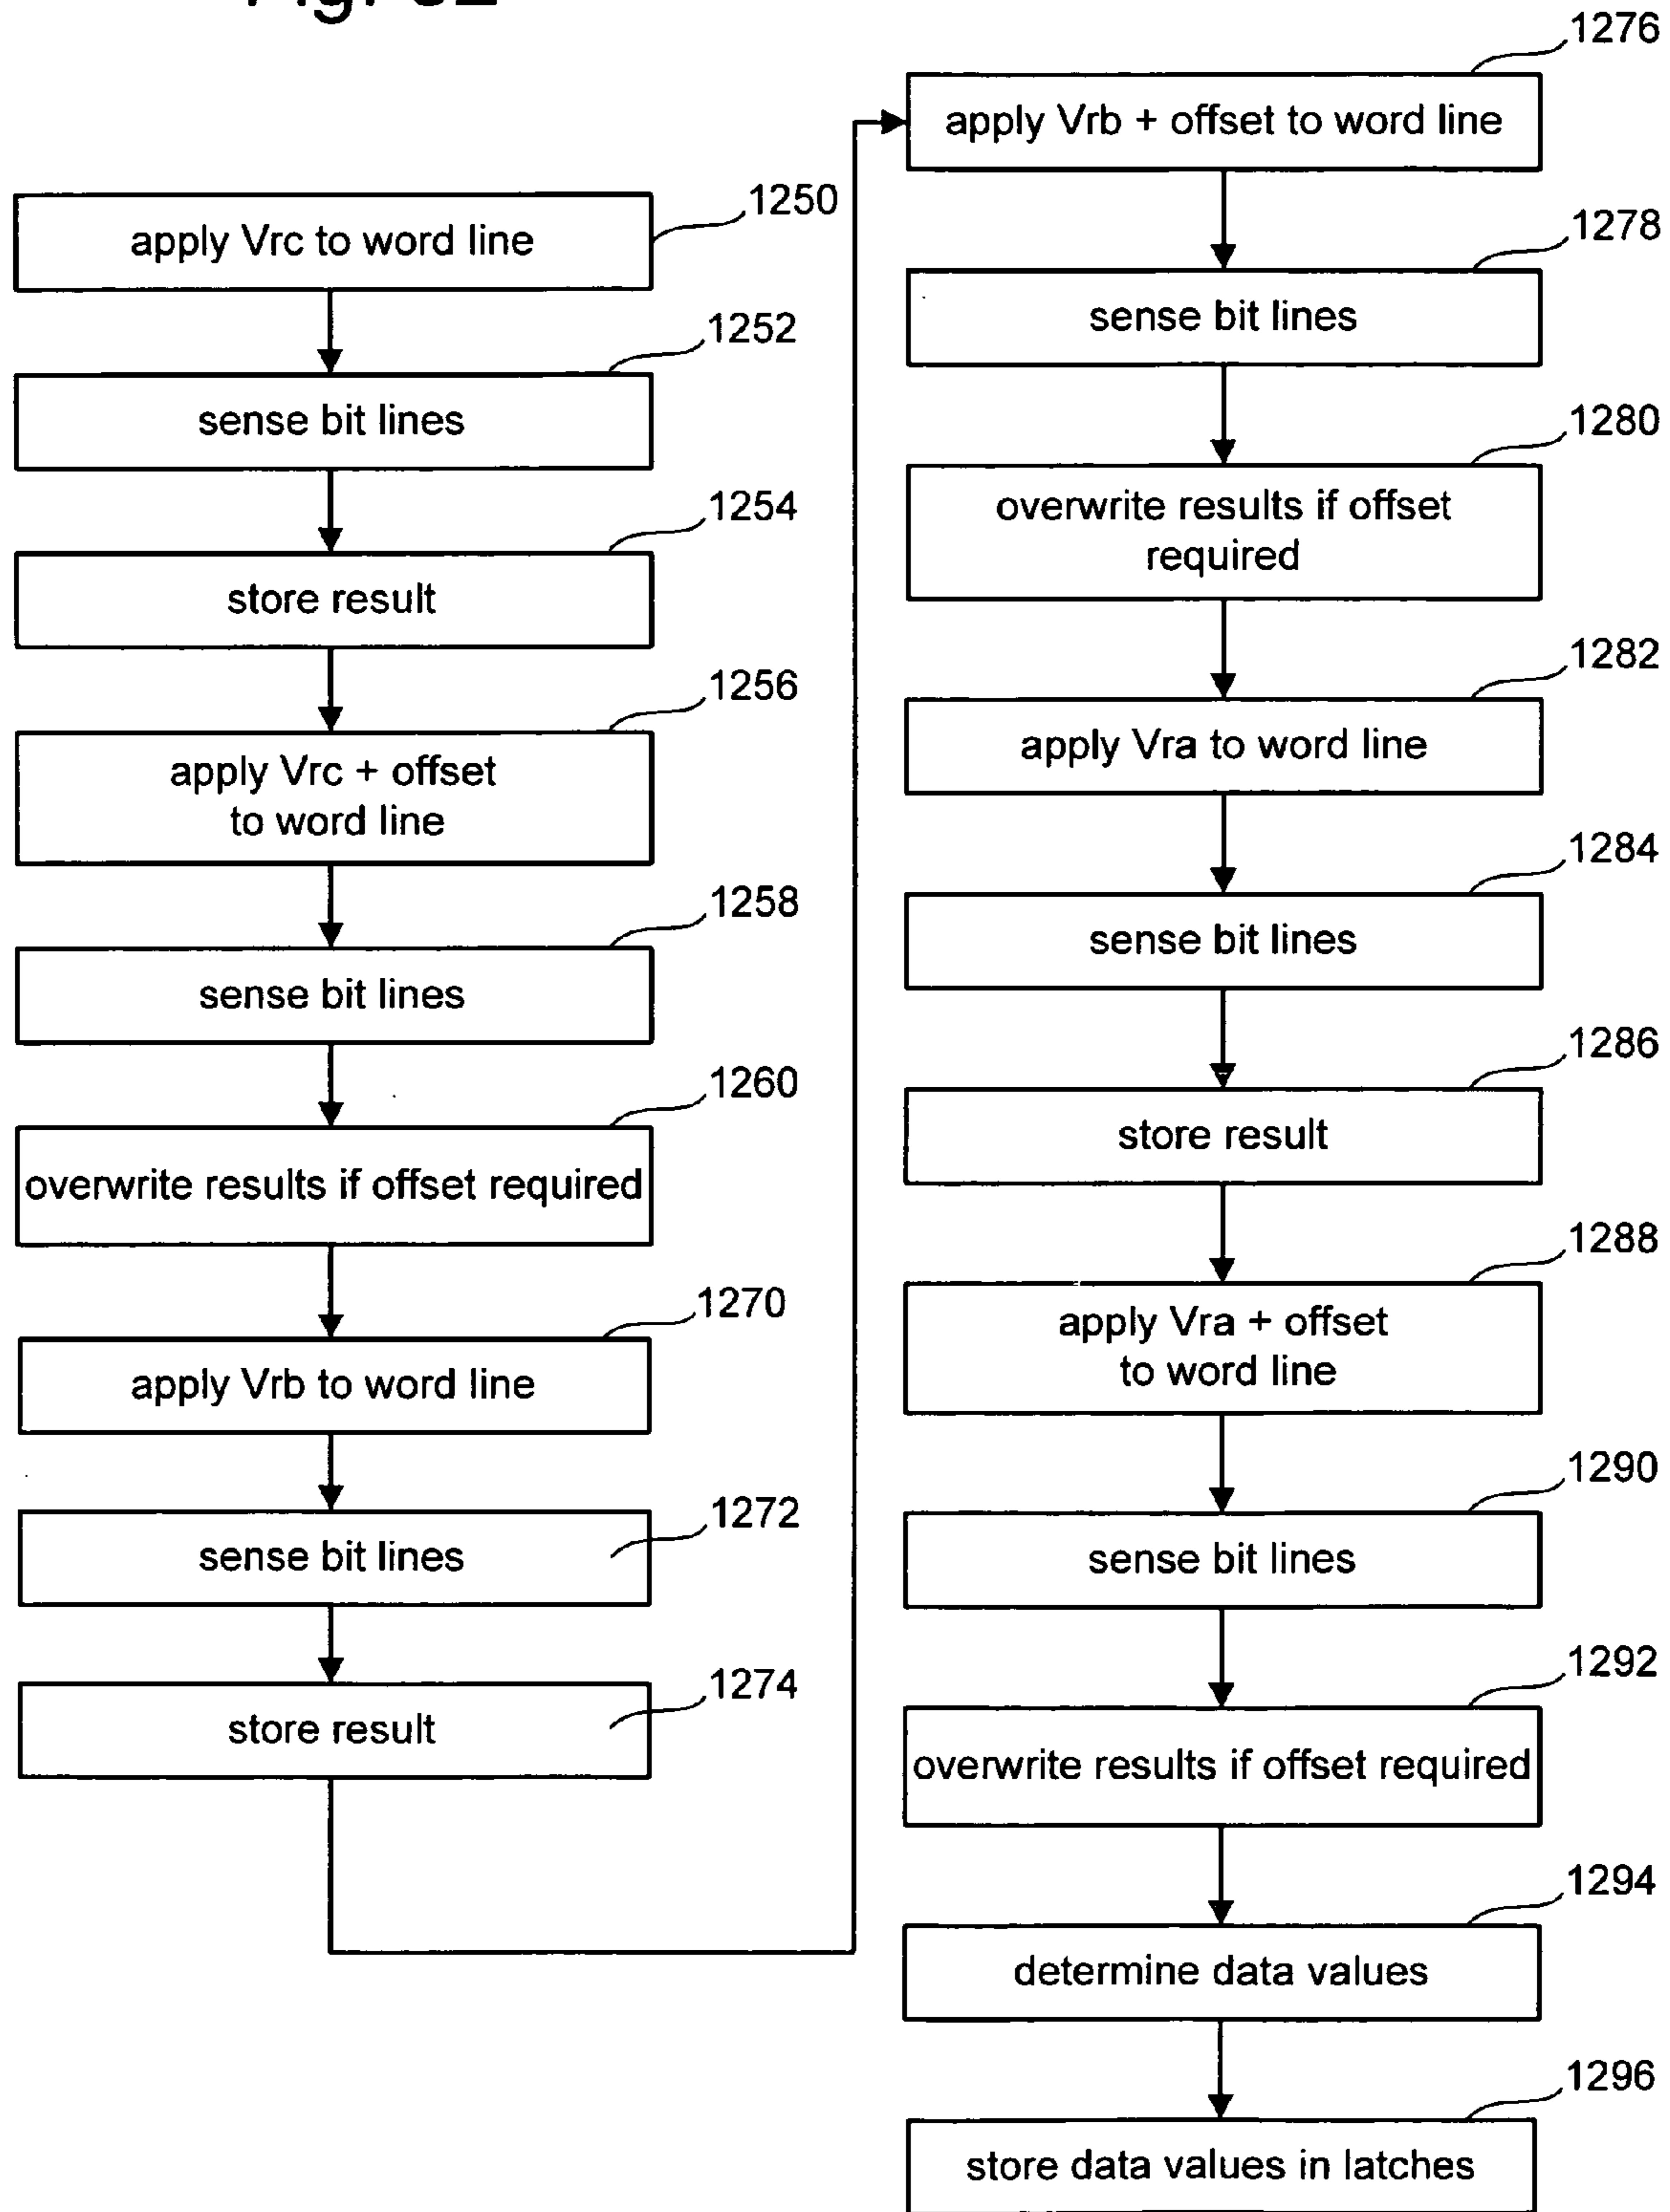 1250
apply Vrc to word line
1252
sense bit lines
1254
store result
1256
apply Vrc + offset
to word line
1258
sense bit lines
1260
overwrite results if offset required
1270
apply Vrb to word line
1272
sense bit lines
1274
store result
1276
apply Vrb + offset to word line
1278
sense bit lines
1280
overwrite results if offset
required
1282
apply Vra to word line
1284
sense bit lines
1286
store result
1288
apply Vra + offset
to word line
1290
sense bit lines
1292
overwrite results if offset required
1294
determine data values
1296
store data values in latches